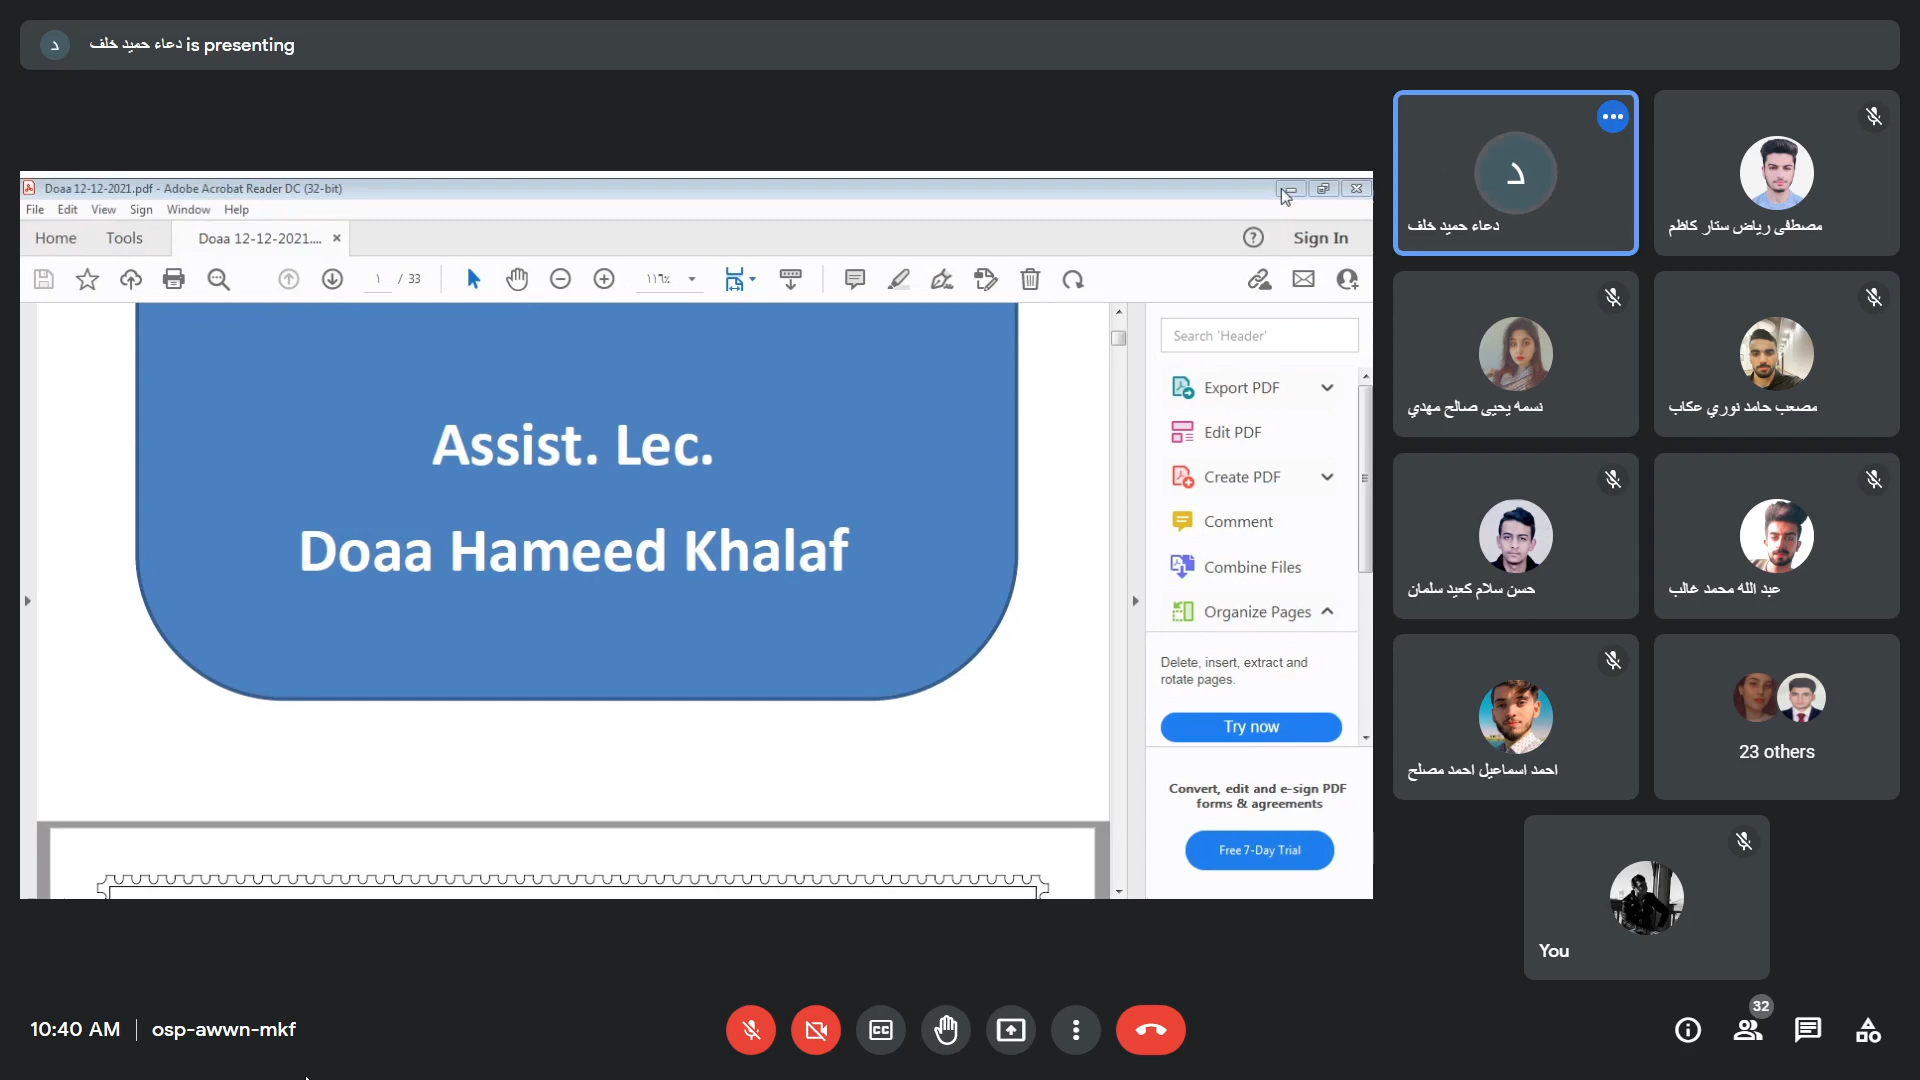 د
دعاء حميد خلف is presenting
Doaa 12-12-2021.pdf - Adobe Acrobat Reader DC (32-bit)
File Edit View Sign Window Help
Home Tools Doaa 12-12-2021.... × Sign In
١ / 33 ١١٦٪
Assist. Lec.
Doaa Hameed Khalaf
Search 'Header'
Export PDF
Edit PDF
Create PDF
Comment
Combine Files
Organize Pages
Delete, insert, extract and
rotate pages.
Try now
Convert, edit and e-sign PDF
forms & agreements
Free 7-Day Trial
د
دعاء حميد خلف
مصطفى رياض ستار كاظم
نسمه يحيى صالح مهدي
مصعب حامد نوري عكاب
حسن سلام كعيد سلمان
عبد الله محمد غالب
احمد اسماعيل احمد مصلح
23 others
You
10:40 AM | osp-awwn-mkf
CC
32